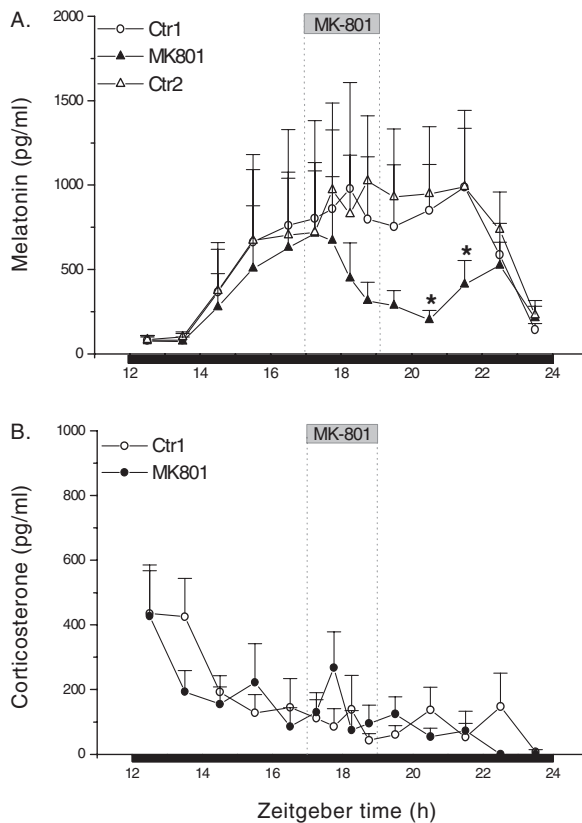 A.
MK-801
Ctr1
MK801
Ctr2
Melatonin (pg/ml)
2000
1500
1000
500
0
*
*
12 14 16 18 20 22 24
B.
MK-801
Ctr1
MK801
Corticosterone (pg/ml)
1000
800
600
400
200
0
12 14 16 18 20 22 24
Zeitgeber time (h)